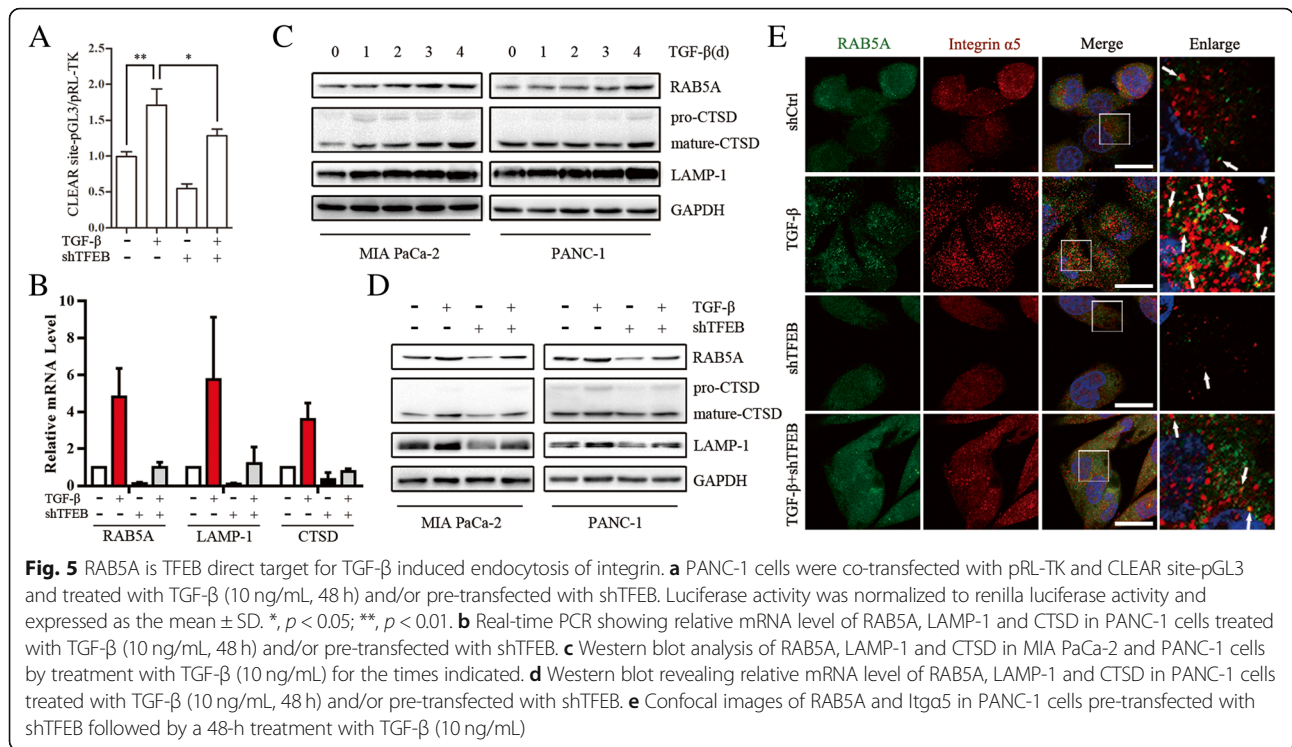 A
CLEAR site-pGL3/pRL-TK
2.5
2.0
1.5
1.0
0.5
0.0
**
*
TGF-β - + - +
shTFEB - - + +
B
Relative mRNA Level
10
8
6
4
2
0
TGF-β - + - + - + - + - + - +
shTFEB - - + + - - + + - - + +
RAB5A LAMP-1 CTSD
C
0 1 2 3 4 0 1 2 3 4 TGF-β(d)
RAB5A
pro-CTSD
mature-CTSD
LAMP-1
GAPDH
MIA PaCa-2 PANC-1
D
- + - + - + - + TGF-β
- - + + - - + + shTFEB
RAB5A
pro-CTSD
mature-CTSD
LAMP-1
GAPDH
MIA PaCa-2 PANC-1
E
RAB5A Integrin α5 Merge Enlarge
shCtrl
TGF-β
shTFEB
TGF-β+shTFEB
Fig. 5 RAB5A is TFEB direct target for TGF-β induced endocytosis of integrin. a PANC-1 cells were co-transfected with pRL-TK and CLEAR site-pGL3
and treated with TGF-β (10 ng/mL, 48 h) and/or pre-transfected with shTFEB. Luciferase activity was normalized to renilla luciferase activity and
expressed as the mean ± SD. *, p < 0.05; **, p < 0.01. b Real-time PCR showing relative mRNA level of RAB5A, LAMP-1 and CTSD in PANC-1 cells treated
with TGF-β (10 ng/mL, 48 h) and/or pre-transfected with shTFEB. c Western blot analysis of RAB5A, LAMP-1 and CTSD in MIA PaCa-2 and PANC-1 cells
by treatment with TGF-β (10 ng/mL) for the times indicated. d Western blot revealing relative mRNA level of RAB5A, LAMP-1 and CTSD in PANC-1 cells
treated with TGF-β (10 ng/mL, 48 h) and/or pre-transfected with shTFEB. e Confocal images of RAB5A and Itgα5 in PANC-1 cells pre-transfected with
shTFEB followed by a 48-h treatment with TGF-β (10 ng/mL)